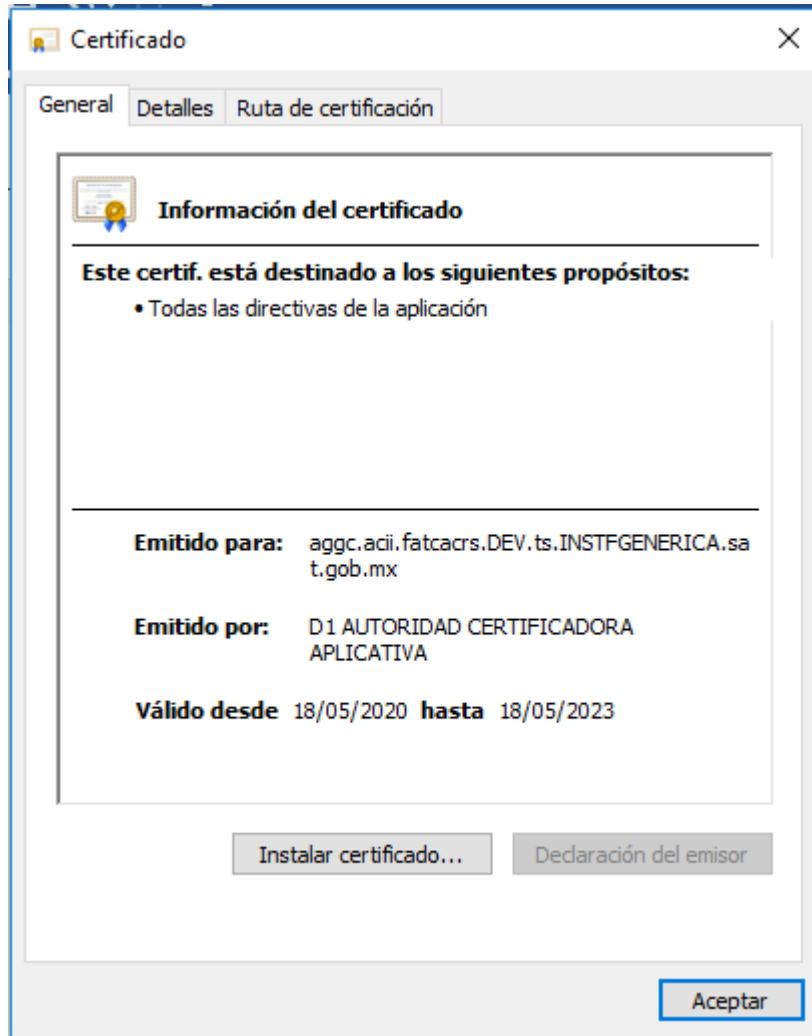 Certificado
General Detalles Ruta de certificación
Información del certificado
Este certif. está destinado a los siguientes propósitos:
• Todas las directivas de la aplicación
Emitido para: aggc.acii.fatcacrs.DEV.ts.INSTFGENERICA.sa
t.gob.mx
Emitido por: D1 AUTORIDAD CERTIFICADORA
APLICATIVA
Válido desde 18/05/2020 hasta 18/05/2023
Instalar certificado... Declaración del emisor
Aceptar